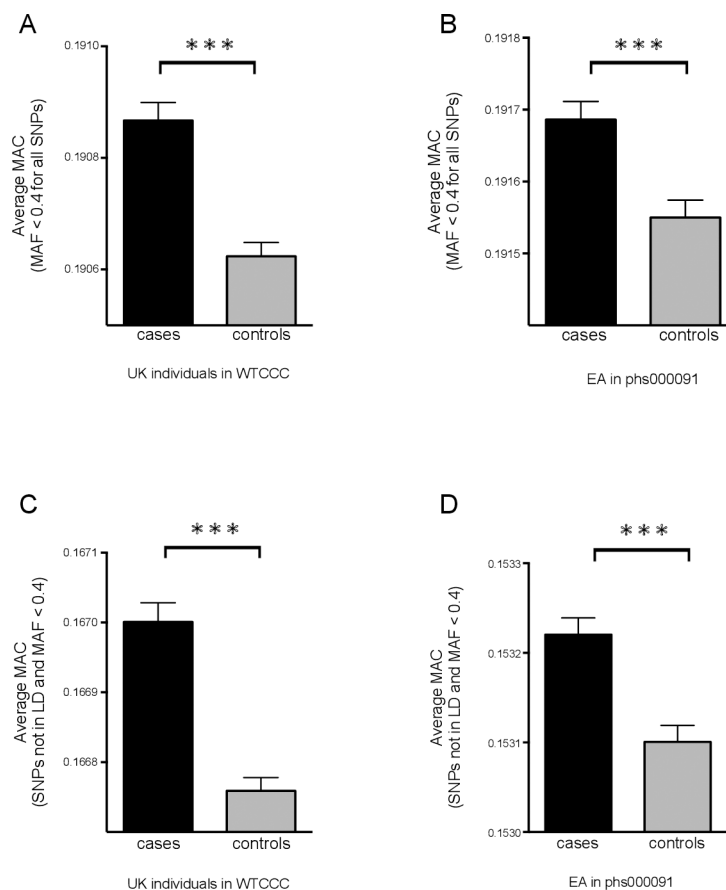 A
Average MAC
(MAF < 0.4 for all SNPs)
0.1910
0.1908
0.1906
***
cases
controls
UK individuals in WTCCC
B
Average MAC
(MAF < 0.4 for all SNPs)
0.1918
0.1917
0.1916
0.1915
***
cases
controls
EA in phs000091
C
Average MAC
(SNPs not in LD and MAF < 0.4)
0.1671
0.1670
0.1669
0.1668
***
cases
controls
UK individuals in WTCCC
D
Average MAC
(SNPs not in LD and MAF < 0.4)
0.1533
0.1532
0.1531
0.1530
***
cases
controls
EA in phs000091